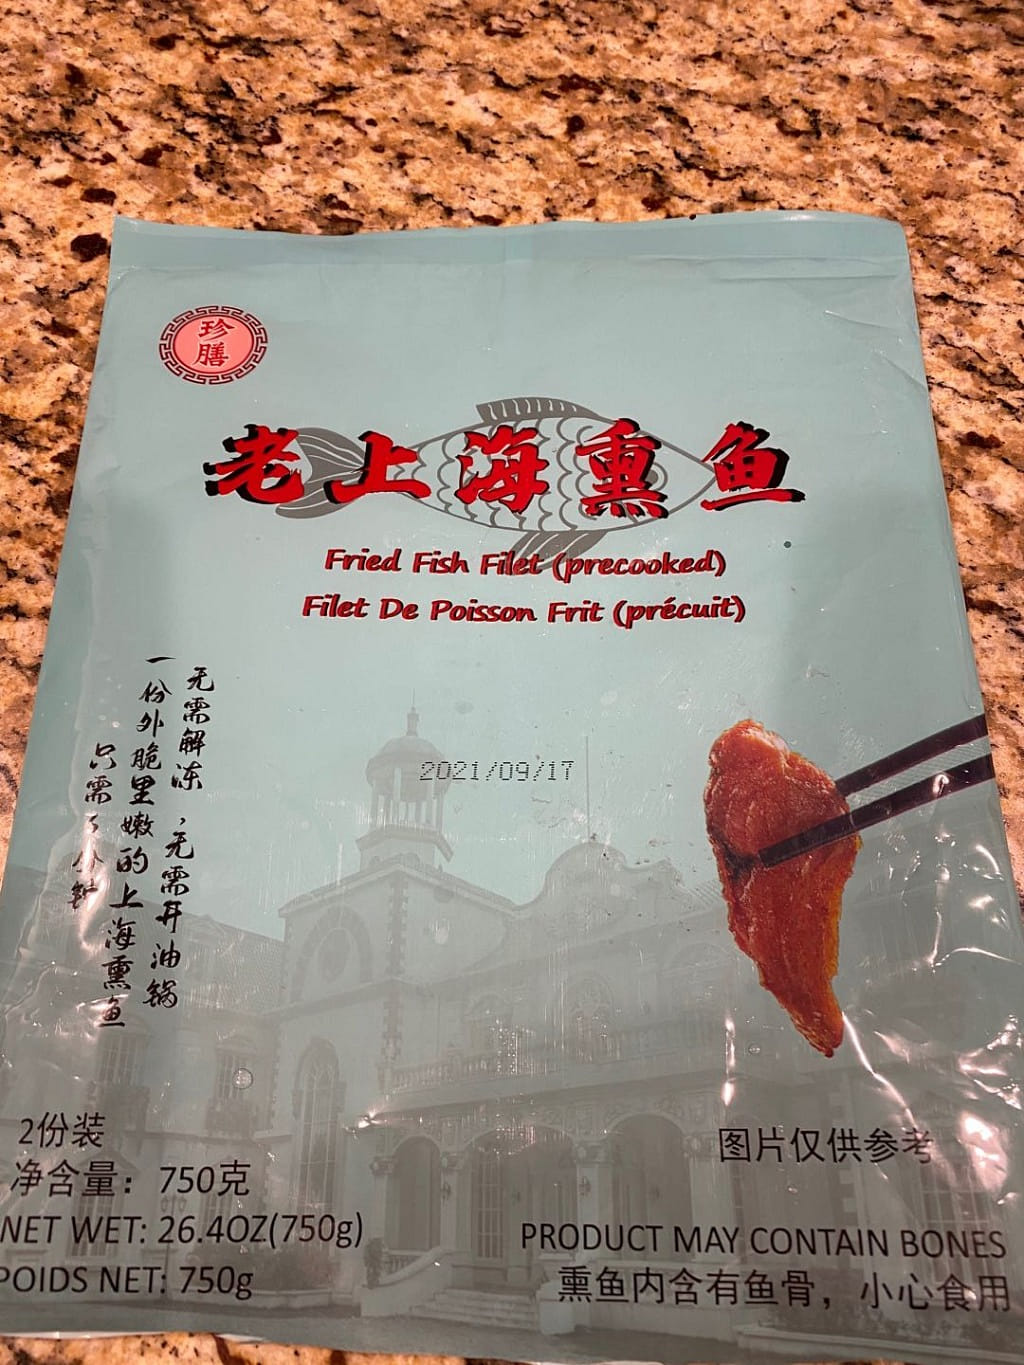 珍
膳
老上海熏鱼
Fried Fish Filet (precooked)
Filet De Poisson Frit (précuit)
无需解冻，无需开油锅
一份外脆里嫩的上海熏鱼
只需5分钟
2021/09/17
2份装
净含量：750克
NET WET: 26.4OZ(750g)
POIDS NET: 750g
图片仅供参考
PRODUCT MAY CONTAIN BONES
熏鱼内含有鱼骨，小心食用